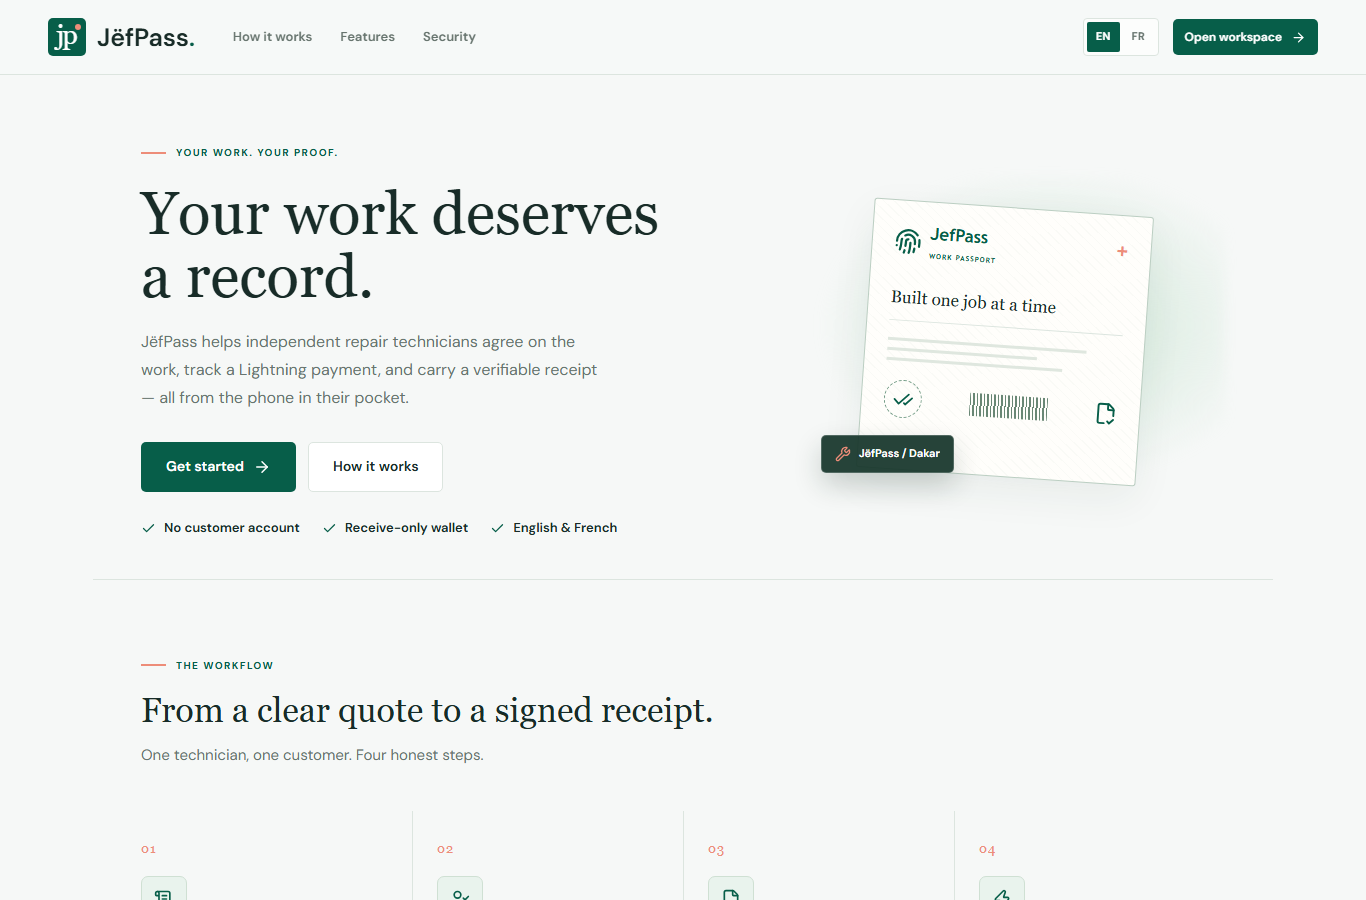 jp JëfPass.
How it works
Features
Security
EN
FR
Open workspace
YOUR WORK. YOUR PROOF.
Your work deserves
a record.
JëfPass helps independent repair technicians agree on the
work, track a Lightning payment, and carry a verifiable receipt
— all from the phone in their pocket.
Get started
How it works
No customer account
Receive-only wallet
English & French
JefPass
WORK PASSPORT
+
Built one job at a time
JëfPass / Dakar
THE WORKFLOW
From a clear quote to a signed receipt.
One technician, one customer. Four honest steps.
01
02
03
04